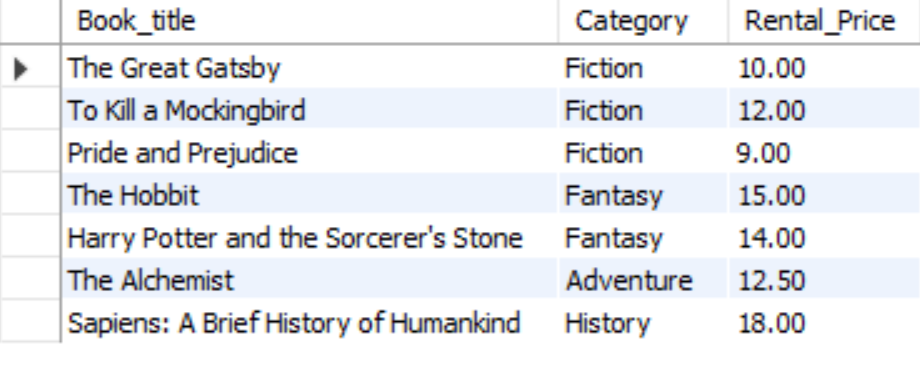 Book_title Category Rental_Price
The Great Gatsby Fiction 10.00
To Kill a Mockingbird Fiction 12.00
Pride and Prejudice Fiction 9.00
The Hobbit Fantasy 15.00
Harry Potter and the Sorcerer's Stone Fantasy 14.00
The Alchemist Adventure 12.50
Sapiens: A Brief History of Humankind History 18.00